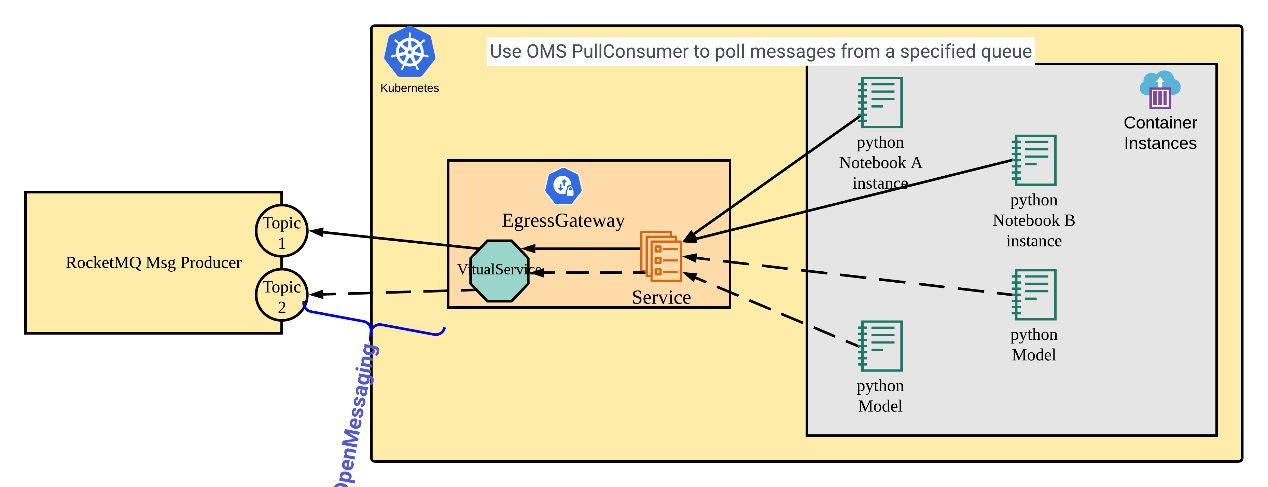 Use OMS PullConsumer to poll messages from a specified queue
Kubernetes
Container
Instances
python
Notebook A
instance
python
Notebook B
instance
EgressGateway
Topic
1
RocketMQ Msg Producer
VitualService
Topic
2
Service
python
Model
python
Model
OpenMessaging